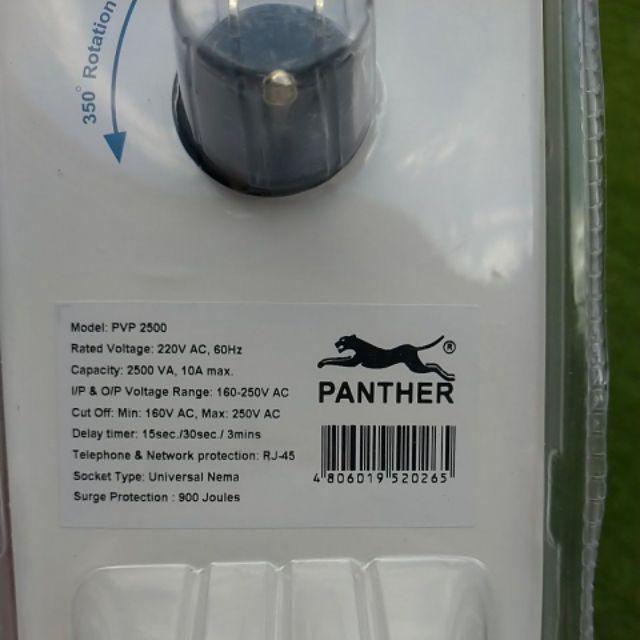 350° Rotation
Model: PVP 2500
Rated Voltage: 220V AC, 60Hz
Capacity: 2500 VA, 10A max.
I/P & O/P Voltage Range: 160-250V AC
Cut Off: Min: 160V AC, Max: 250V AC
Delay timer: 15sec./30sec./ 3mins
Telephone & Network protection: RJ-45
Socket Type: Universal Nema
Surge Protection : 900 Joules
®
PANTHER
4 806019 520265